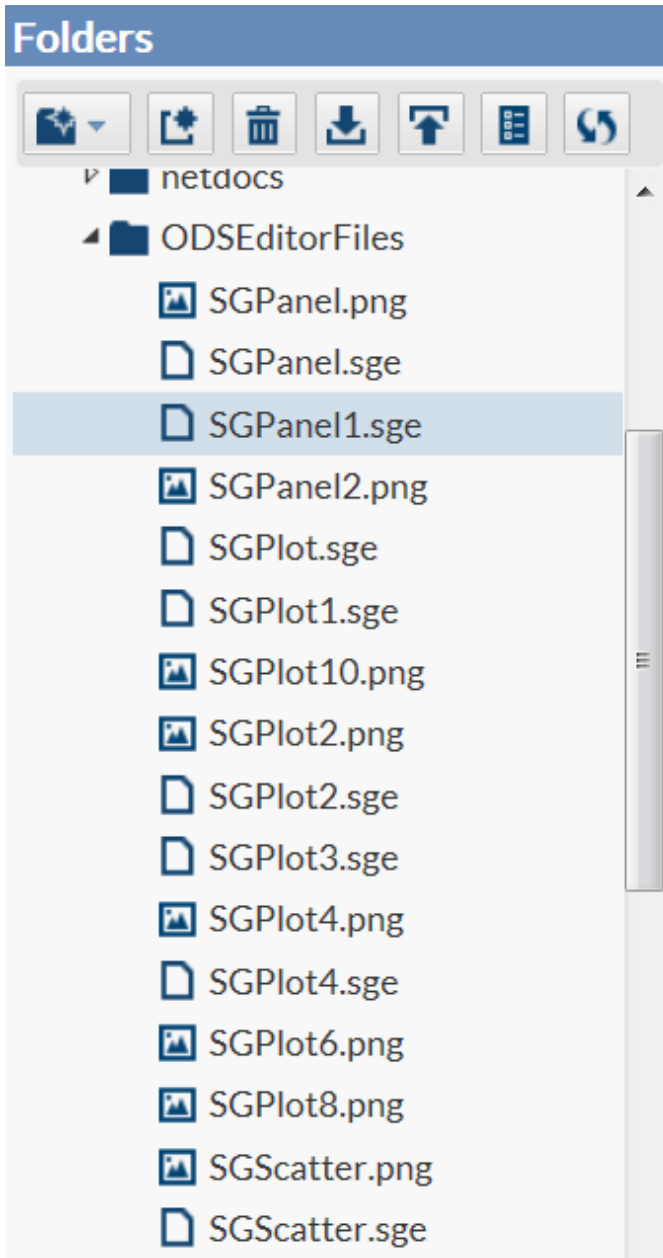 Folders
netdocs
ODSEditorFiles
SGPanel.png
SGPanel.sge
SGPanel1.sge
SGPanel2.png
SGPlot.sge
SGPlot1.sge
SGPlot10.png
SGPlot2.png
SGPlot2.sge
SGPlot3.sge
SGPlot4.png
SGPlot4.sge
SGPlot6.png
SGPlot8.png
SGScatter.png
SGScatter.sge